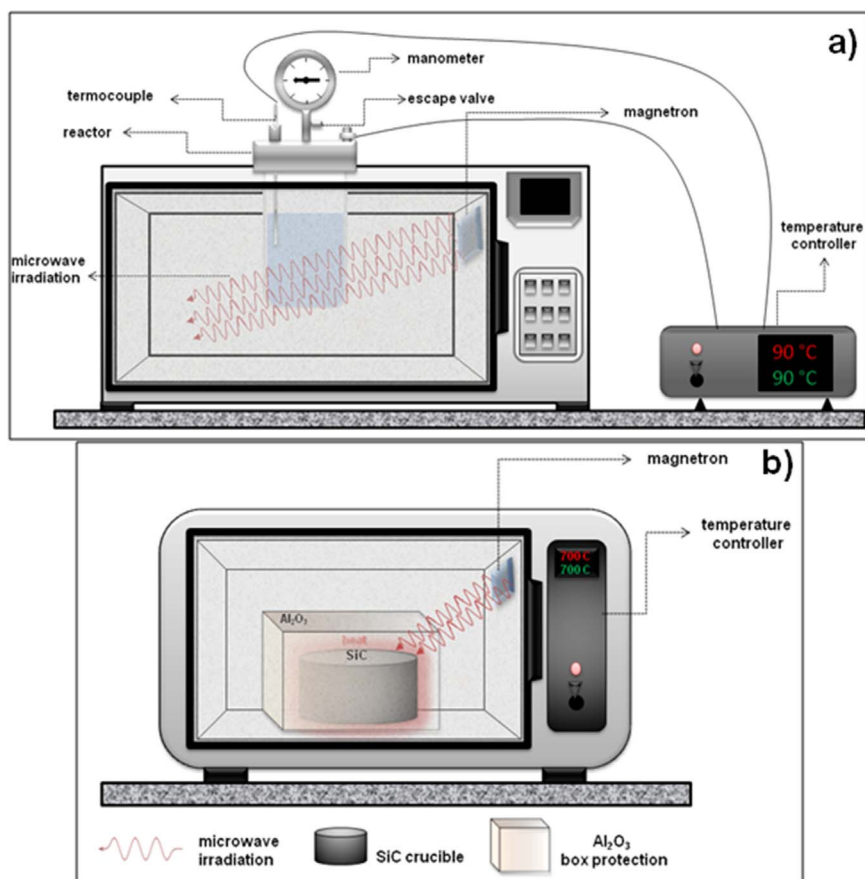 a)
manometer
termocouple
escape valve
magnetron
reactor
temperature
controller
microwave
irradiation
90 °C
90 °C
b)
magnetron
temperature
controller
700 C
700 C
Al₂O₃
heat
SiC
microwave
irradiation
SiC crucible
Al₂O₃
box protection